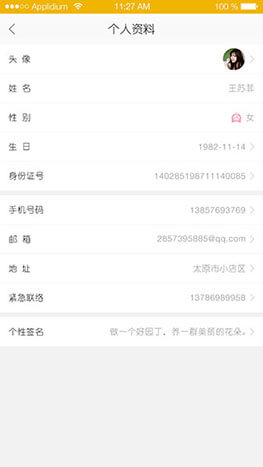 Applidium 11:27 AM 100 %
个人资料
头 像
姓 名 王苏菲
性 别 女
生 日 1982-11-14
身份证号 140285198711140085
手机号码 13857693769
邮 箱 2857395885@qq.com
地 址 太原市小店区
紧急联络 13786989958
个性签名 做一个好园丁，养一群美丽的花朵。